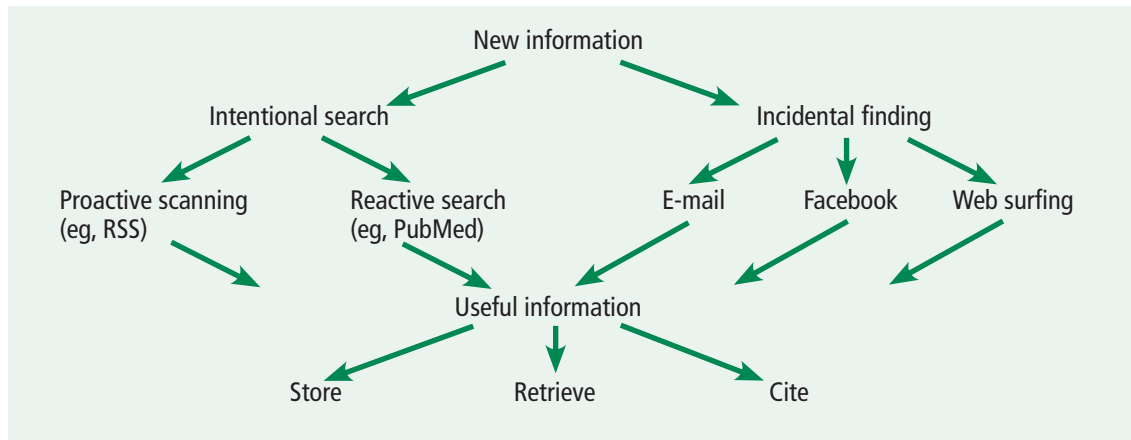 New information
Intentional search
Incidental finding
Proactive scanning
(eg, RSS)
Reactive search
(eg, PubMed)
E-mail
Facebook
Web surfing
Useful information
Store
Retrieve
Cite